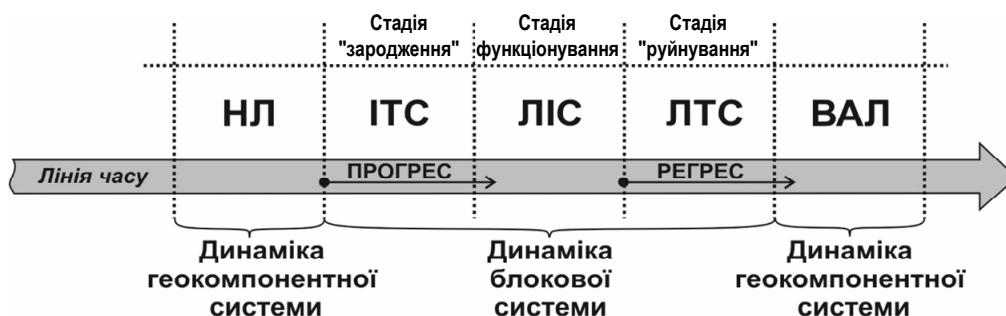 Стадія "зародження"
Стадія функціонування
Стадія "руйнування"
НЛ
ІТС
ЛІС
ЛТС
ВАЛ
Лінія часу
ПРОГРЕС
РЕГРЕС
Динаміка
геокомпонентної
системи
Динаміка
блокової
системи
Динаміка
геокомпонентної
системи